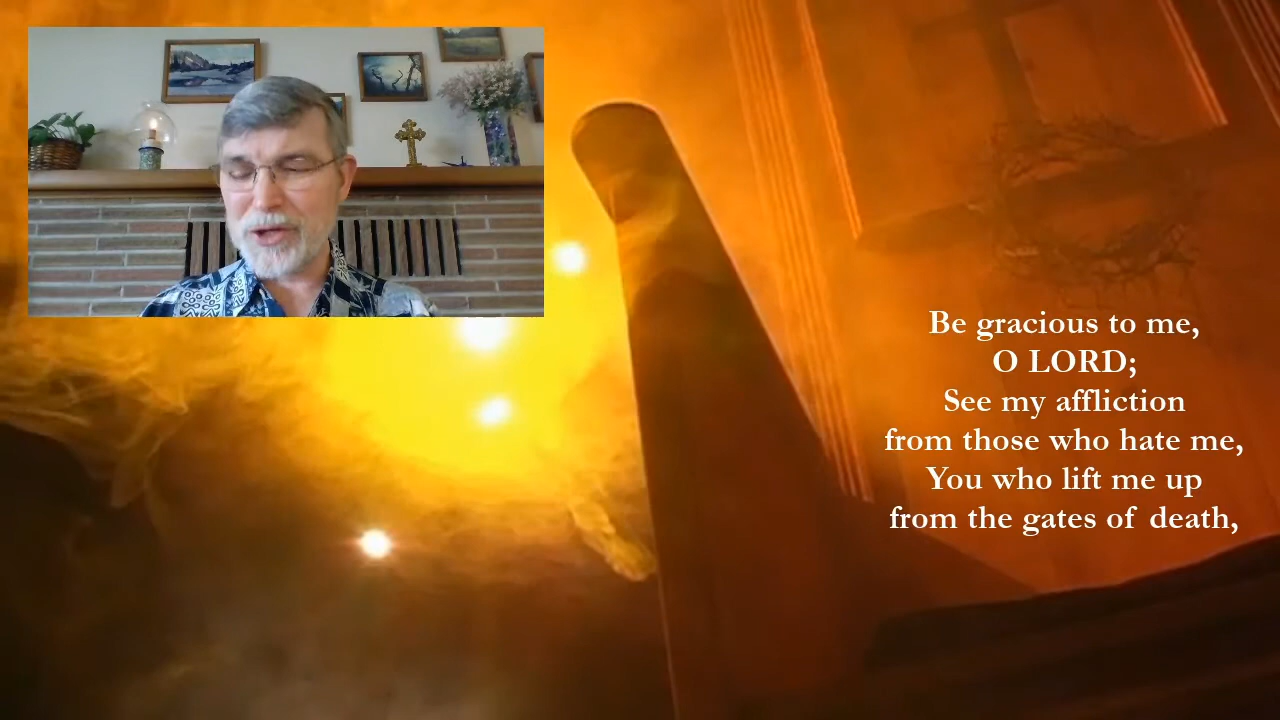 Be gracious to me,
O LORD;
See my affliction
from those who hate me,
You who lift me up
from the gates of death,